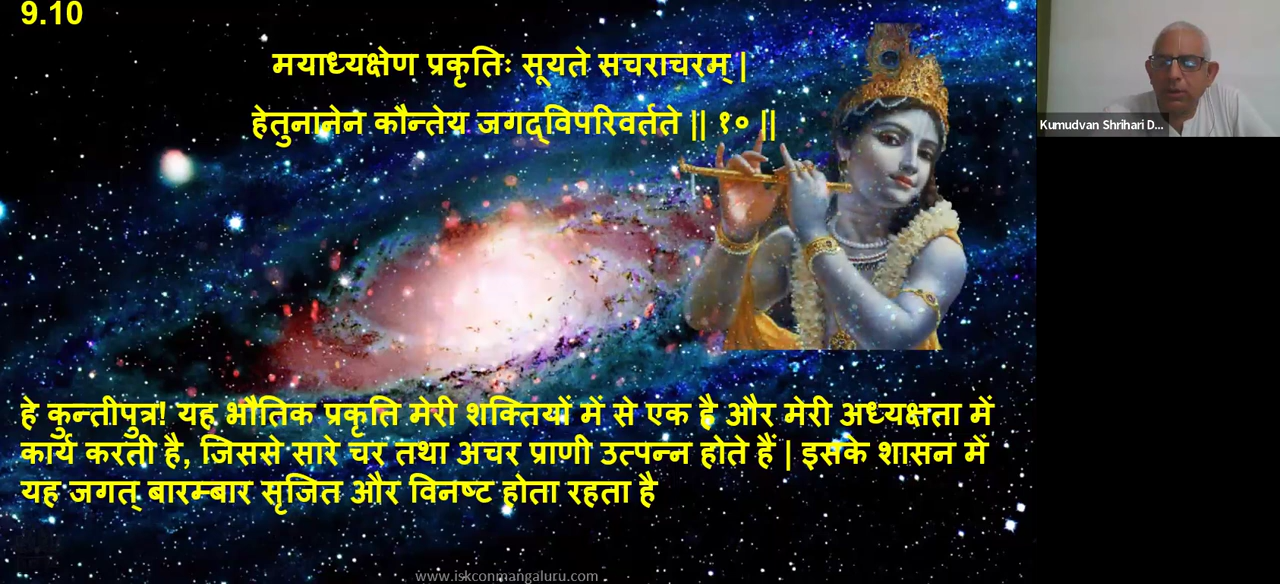 9.10
मयाध्यक्षेण प्रकृतिः सूयते सचराचरम् |
हेतुनानेन कौन्तेय जगद्विपरिवर्तते || १० ||
Kumudvan Shrihari D...
हे कुन्तीपुत्र! यह भौतिक प्रकृति मेरी शक्तियों में से एक है और मेरी अध्यक्षता में
कार्य करती है, जिससे सारे चर तथा अचर प्राणी उत्पन्न होते हैं | इसके शासन में
यह जगत् बारम्बार सृजित और विनष्ट होता रहता है
www.iskconmangaluru.com